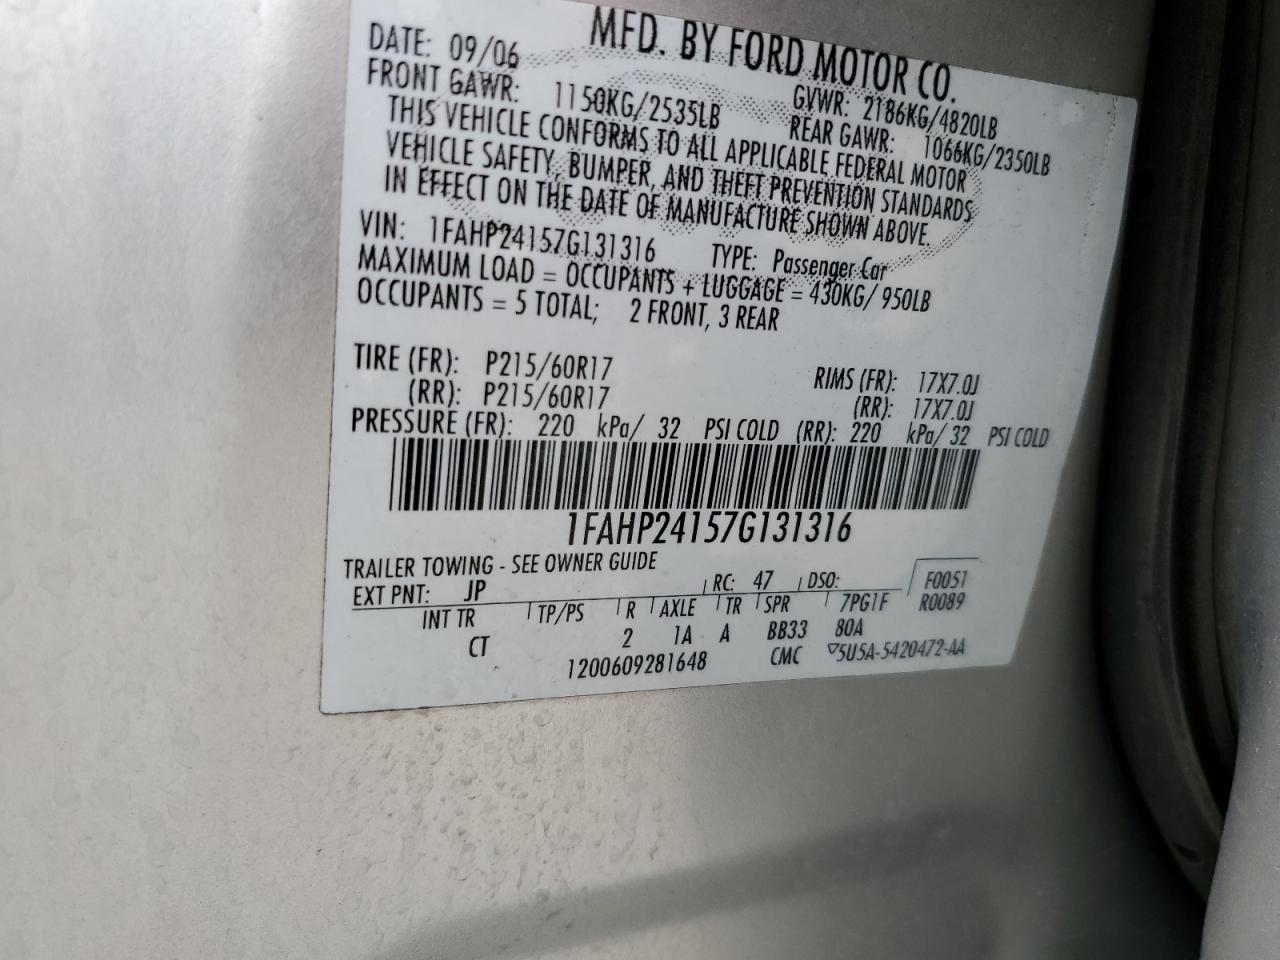 MFD. BY FORD MOTOR CO.
DATE: 09/06 GVWR: 2186KG/4820LB
FRONT GAWR: 1150KG/2535LB REAR GAWR: 1066KG/2350LB
THIS VEHICLE CONFORMS TO ALL APPLICABLE FEDERAL MOTOR
VEHICLE SAFETY, BUMPER, AND THEFT PREVENTION STANDARDS
IN EFFECT ON THE DATE OF MANUFACTURE SHOWN ABOVE.
VIN: 1FAHP24157G131316 TYPE: Passenger Car
MAXIMUM LOAD = OCCUPANTS + LUGGAGE = 430KG/ 950LB
OCCUPANTS = 5 TOTAL; 2 FRONT, 3 REAR
TIRE (FR): P215/60R17 RIMS (FR): 17X7.0J
(RR): P215/60R17 (RR): 17X7.0J
PRESSURE (FR): 220 kPa/ 32 PSI COLD (RR): 220 kPa/ 32 PSI COLD
1FAHP24157G131316
TRAILER TOWING - SEE OWNER GUIDE
EXT PNT: JP RC: 47 DSO: F0051
INT TR TP/PS R AXLE TR SPR 7PG1F R0089
CT 2 1A A BB33 80A
1200609281648 CMC ▽5U5A-5420472-AA